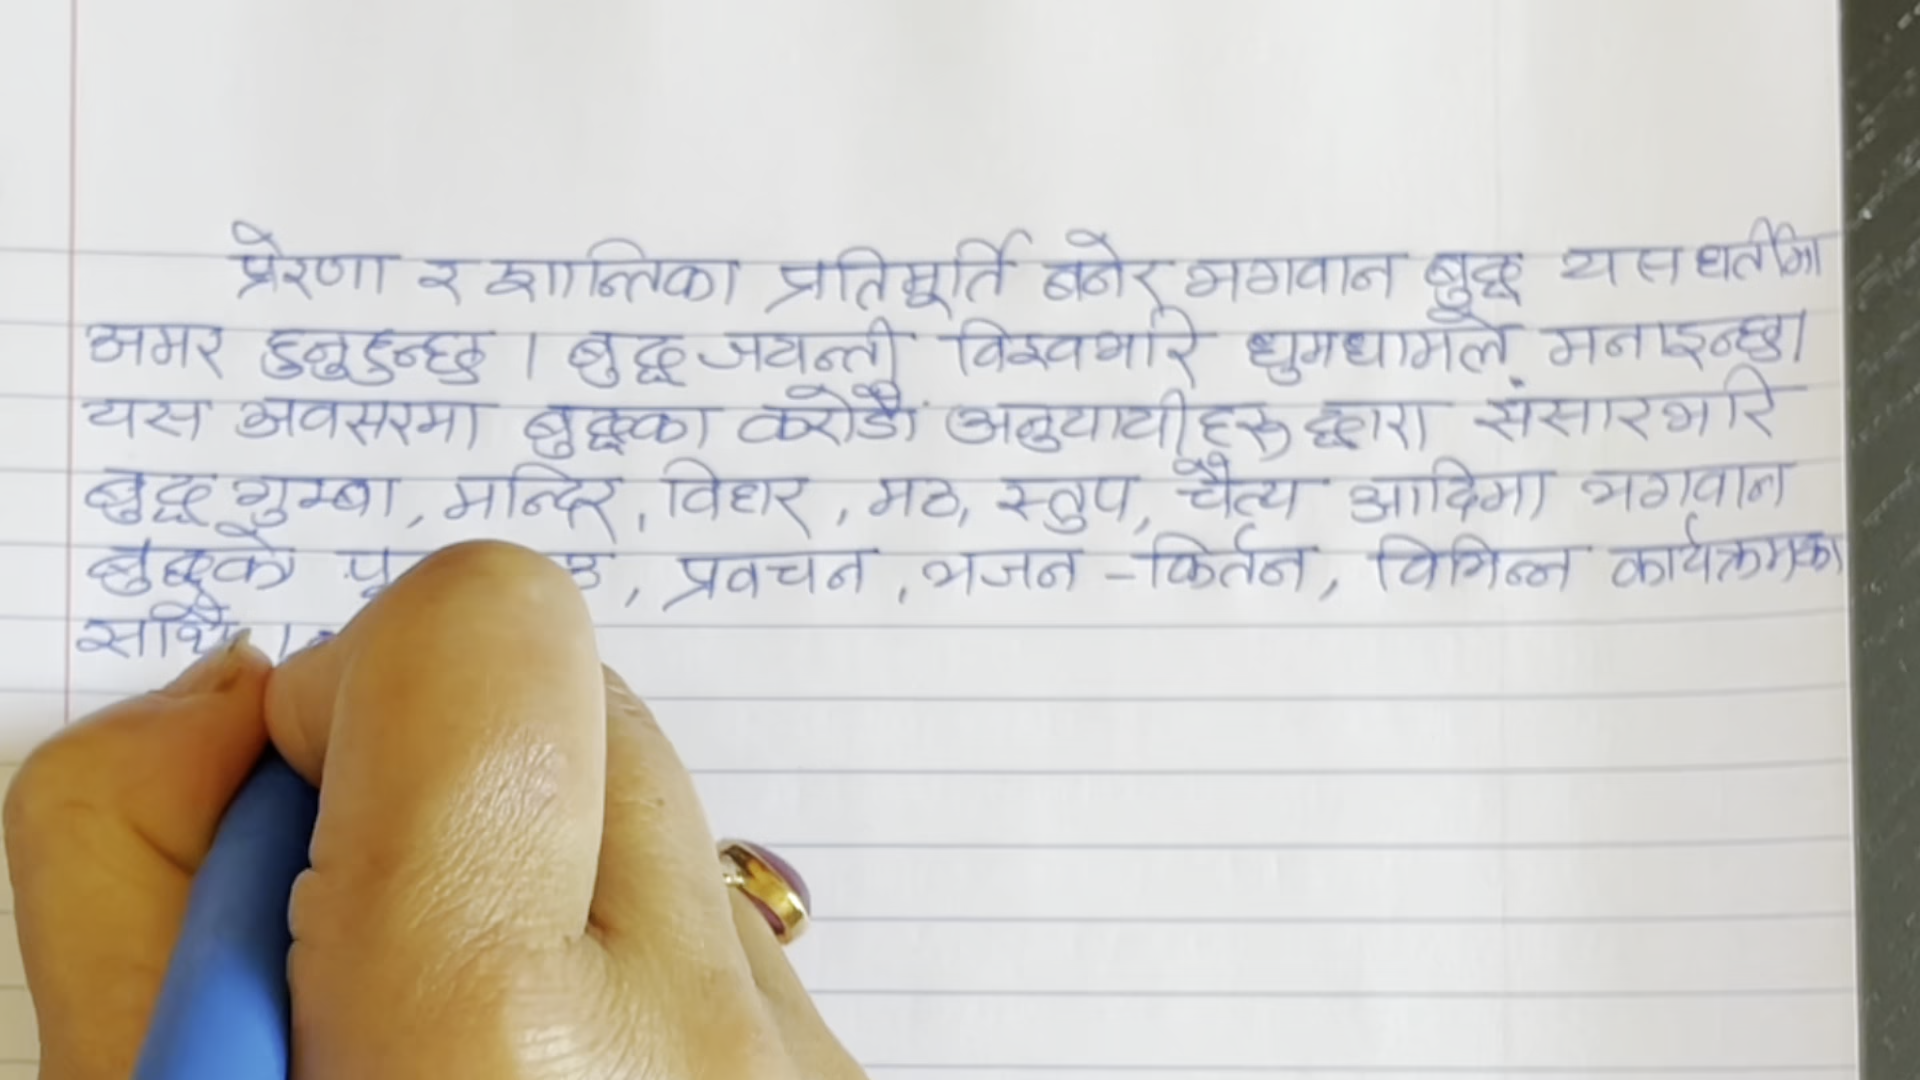 प्रेरणा र शान्तिका प्रतिमूर्ति बनेर भगवान बुद्ध यस धर्तीमा
अमर हुनुहुन्छ । बुद्ध जयन्ती विश्वभरि धुमधामले मनाइन्छ।
यस अवसरमा बुद्धका करोडौं अनुयायीहरू द्धारा संसारभरि
बुद्ध गुम्बा, मन्दिर, विहार, मठ, स्तुप, चैत्य आदिमा भगवान
बुद्धको , प्रवचन, भजन -किर्तन, विभिन्न कार्यक्रमका